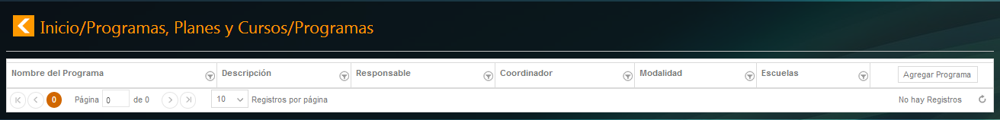 Inicio/Programas, Planes y Cursos/Programas
Nombre del Programa Descripción Responsable Coordinador Modalidad Escuelas Agregar Programa
0 Página 0 de 0 10 Registros por página No hay Registros